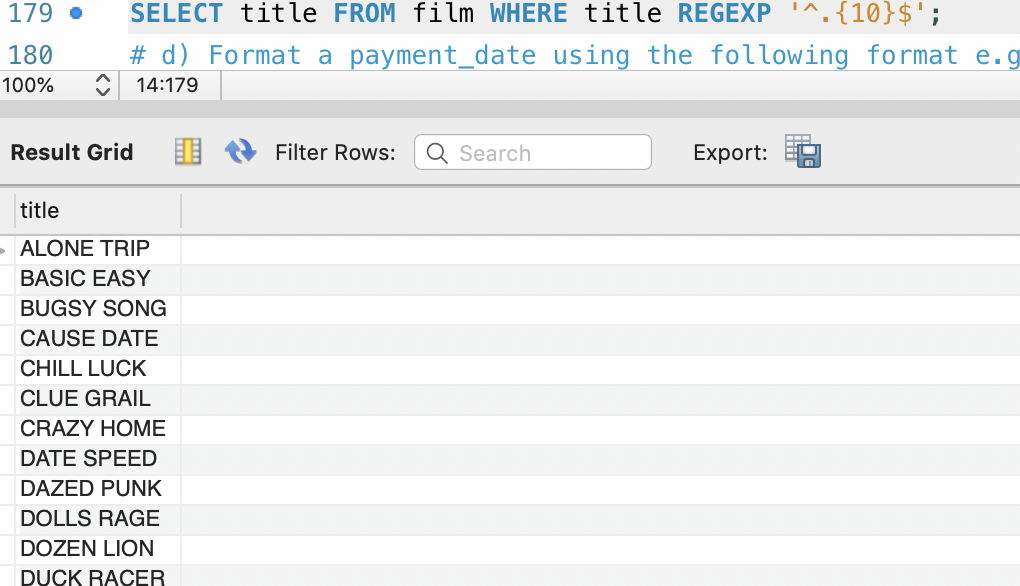 179 SELECT title FROM film WHERE title REGEXP '^.{10}$';
180 # d) Format a payment_date using the following format e.g
100% 14:179
Result Grid Filter Rows: Search Export:
title
ALONE TRIP
BASIC EASY
BUGSY SONG
CAUSE DATE
CHILL LUCK
CLUE GRAIL
CRAZY HOME
DATE SPEED
DAZED PUNK
DOLLS RAGE
DOZEN LION
DUCK RACER